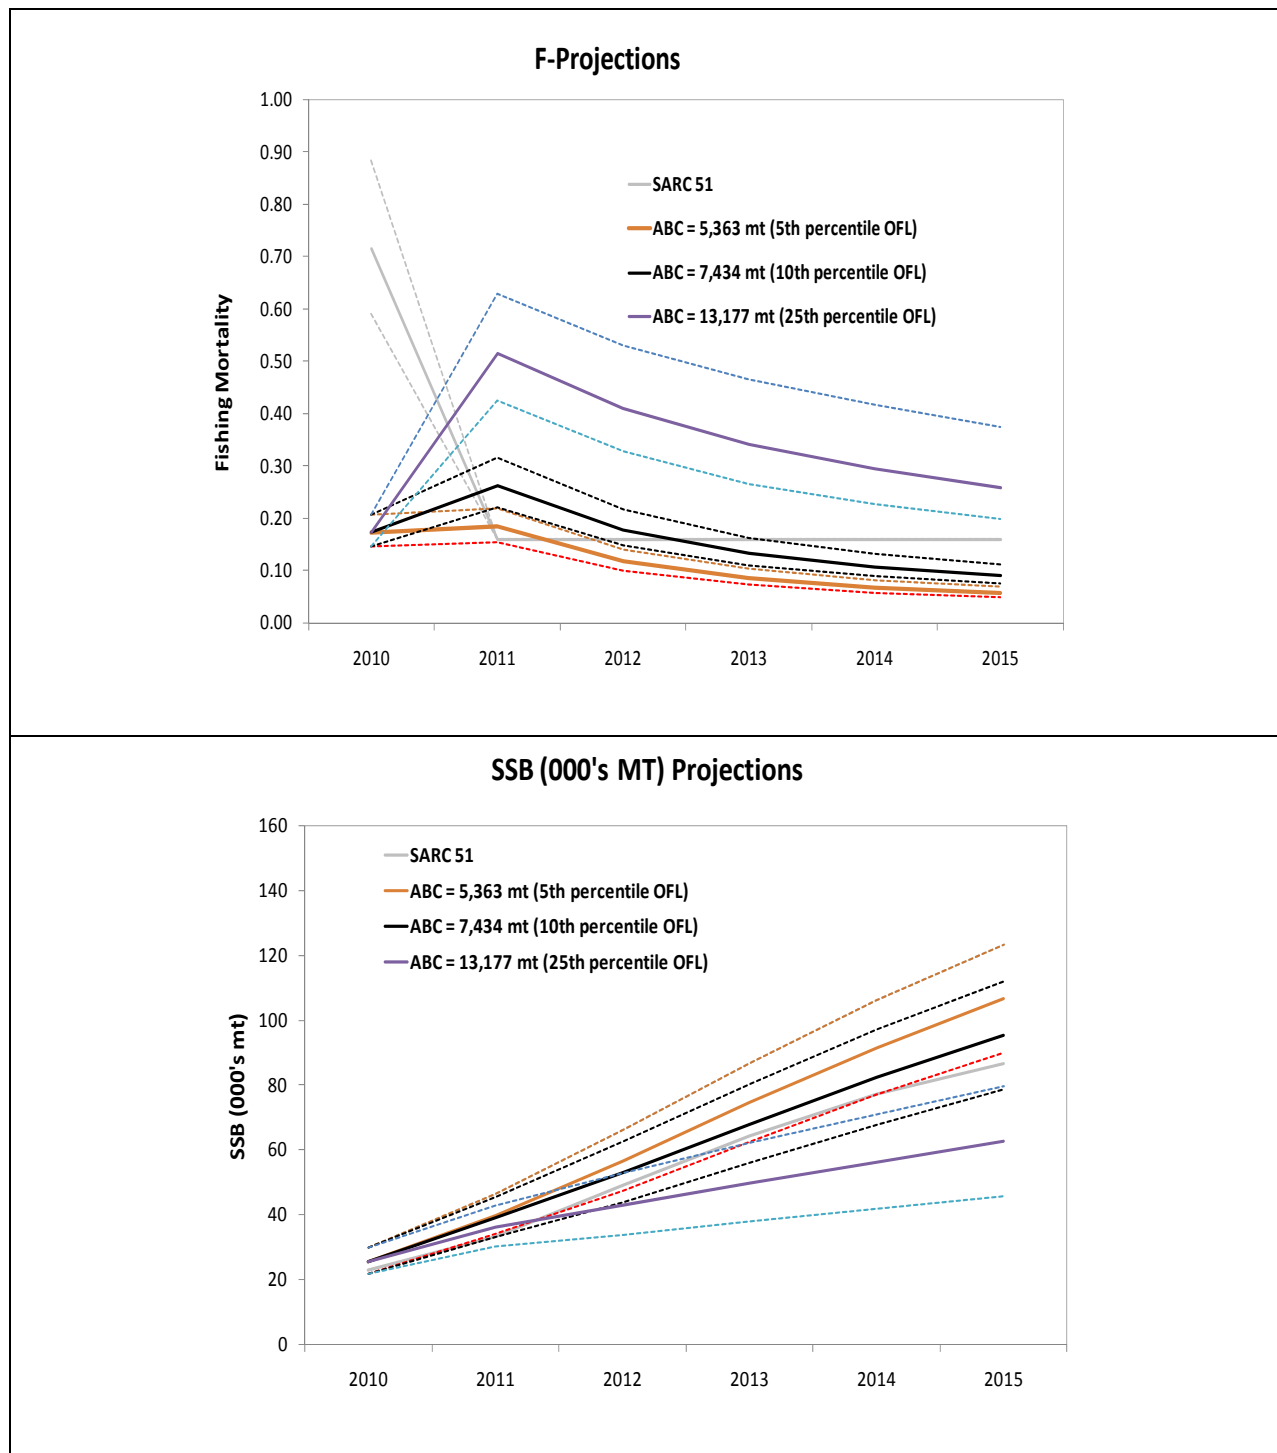 F-Projections
1.00
0.90
0.80
0.70
0.60
0.50
0.40
0.30
0.20
0.10
0.00
Fishing Mortality
SARC 51
ABC = 5,363 mt (5th percentile OFL)
ABC = 7,434 mt (10th percentile OFL)
ABC = 13,177 mt (25th percentile OFL)
2010 2011 2012 2013 2014 2015
SSB (000's MT) Projections
160
140
120
100
80
60
40
20
0
SSB (000's mt)
SARC 51
ABC = 5,363 mt (5th percentile OFL)
ABC = 7,434 mt (10th percentile OFL)
ABC = 13,177 mt (25th percentile OFL)
2010 2011 2012 2013 2014 2015